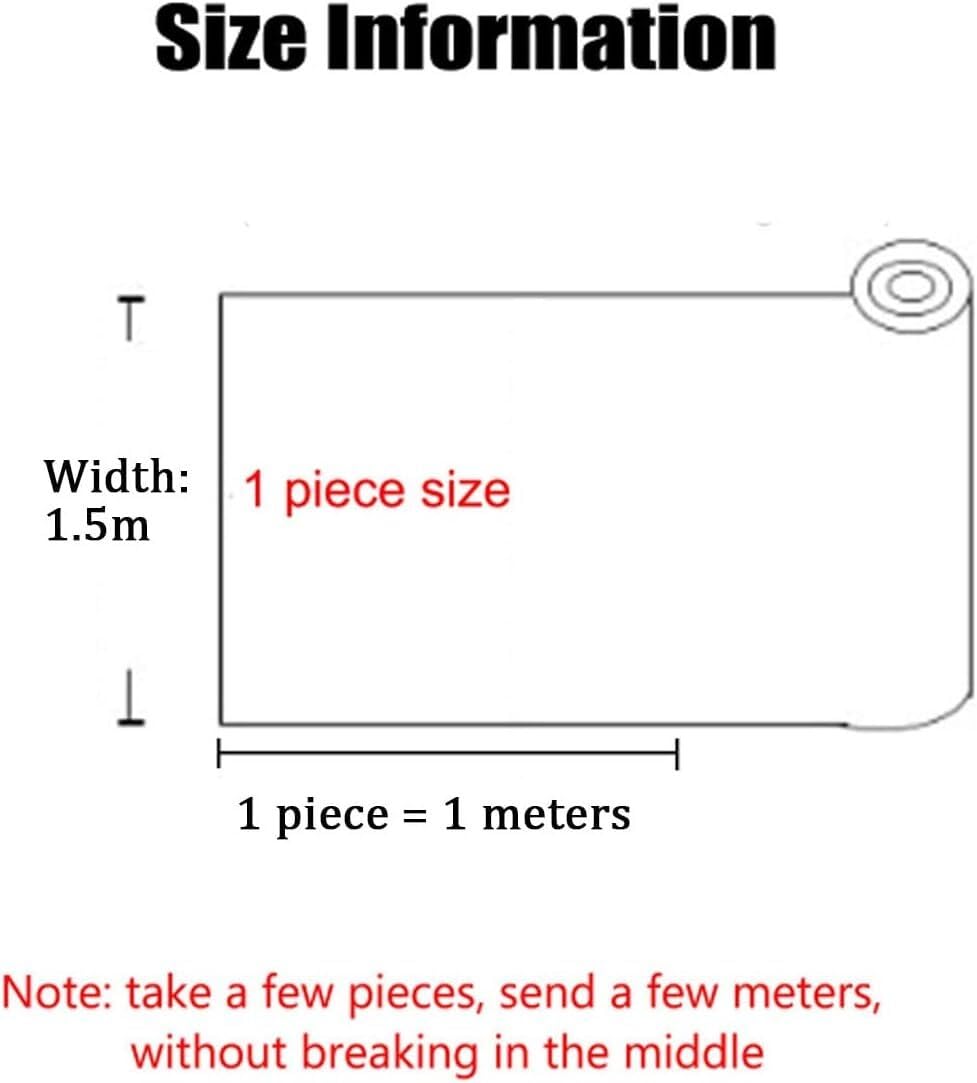 Size Information
Width:
1.5m
1 piece size
1 piece = 1 meters
Note: take a few pieces, send a few meters,
without breaking in the middle